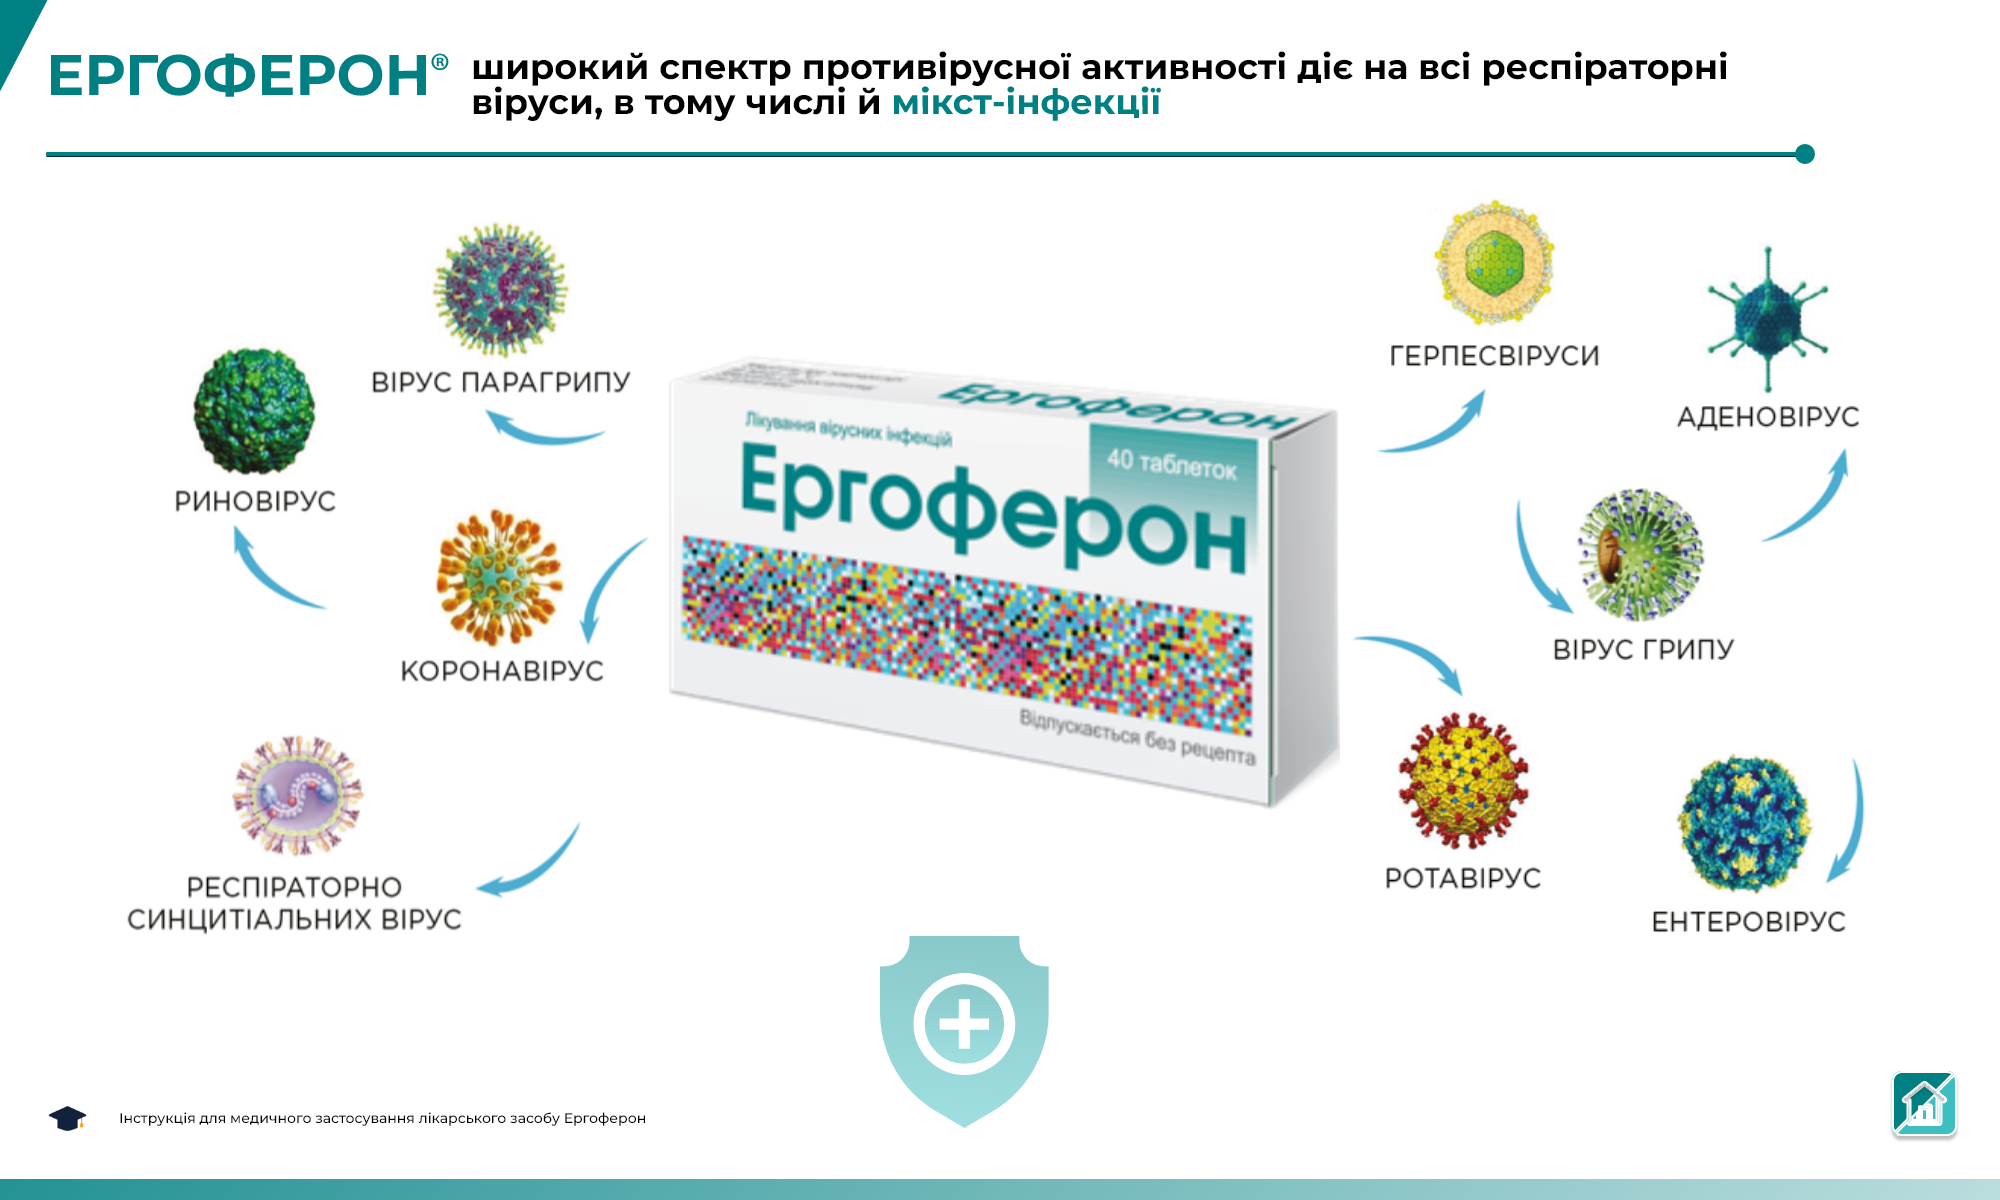 ЕРГОФЕРОН®
широкий спектр противірусної активності діє на всі респіраторні
віруси, в тому числі й мікст-інфекції
ВІРУС ПАРАГРИПУ
РИНОВІРУС
КОРОНАВІРУС
РЕСПІРАТОРНО
СИНЦИТІАЛЬНИХ ВІРУС
Ергоферон
Лікування вірусних інфекцій
40 таблеток
Ергоферон
Відпускається без рецепта
ГЕРПЕСВІРУСИ
АДЕНОВІРУС
ВІРУС ГРИПУ
РОТАВІРУС
ЕНТЕРОВІРУС
Інструкція для медичного застосування лікарського засобу Ергоферон